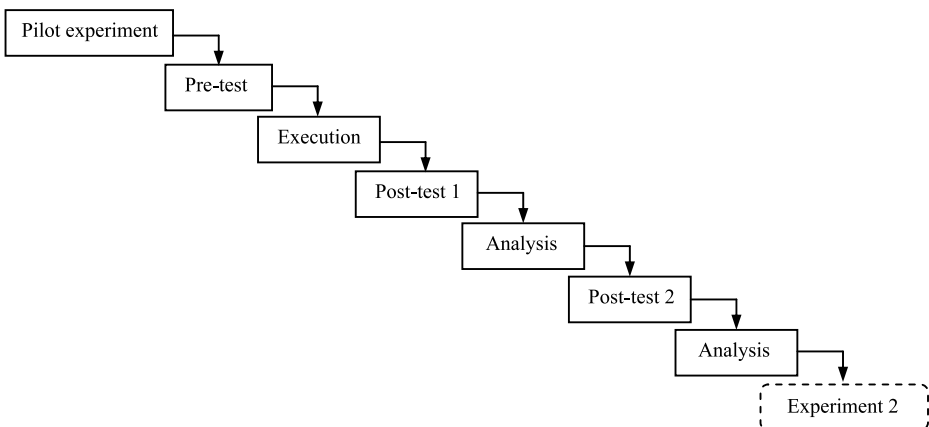 Pilot experiment
Pre-test
Execution
Post-test 1
Analysis
Post-test 2
Analysis
Experiment 2